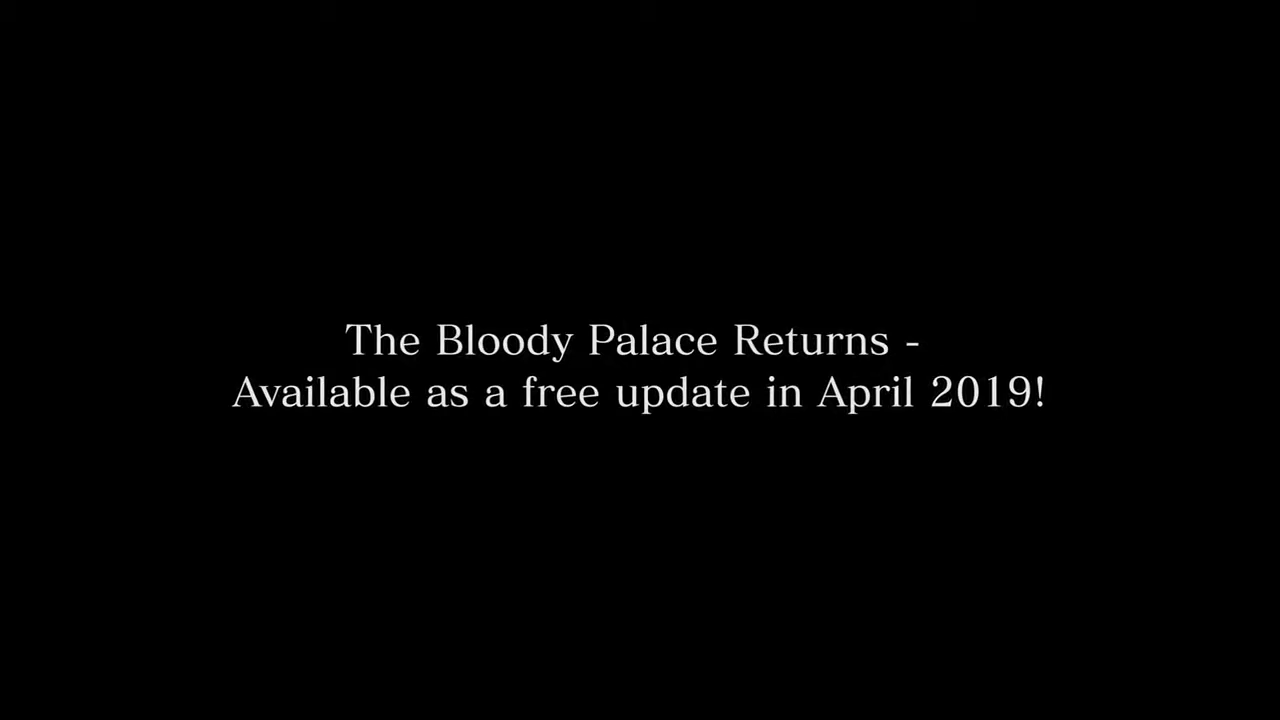 The Bloody Palace Returns -
Available as a free update in April 2019!